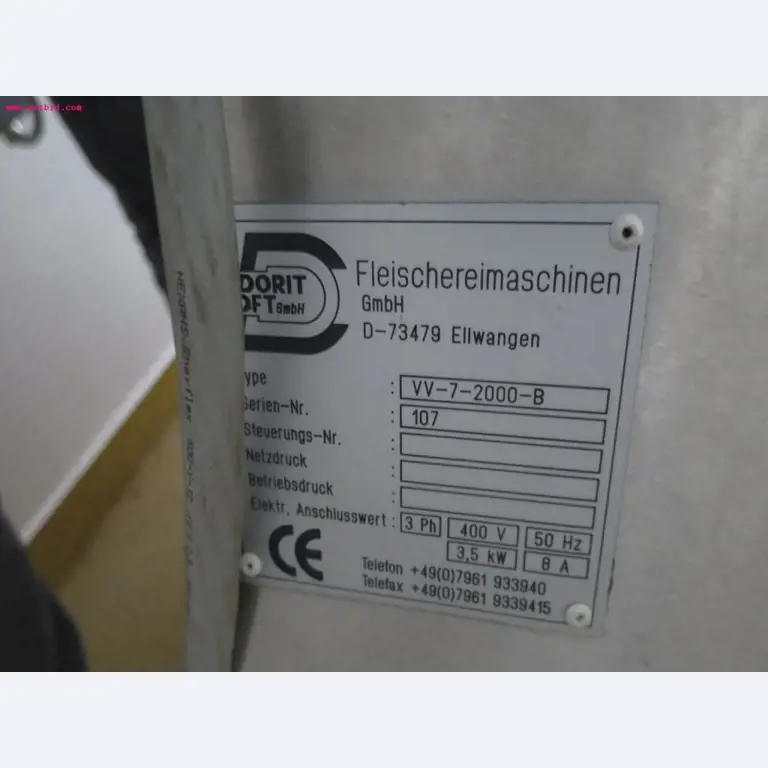 DORIT
Fleischereimaschinen
GmbH
GmbH
D-73479 Ellwangen
ype : VV-7-2000-B
Serien-Nr. : 107
Steuerungs-Nr. :
Netzdruck :
Betriebsdruck :
Elektr. Anschlusswert : 3 Ph 400 V 50 Hz
3,5 kW 8 A
CE
Telefon +49(0)7961 933940
Telefax +49(0)7961 9339415